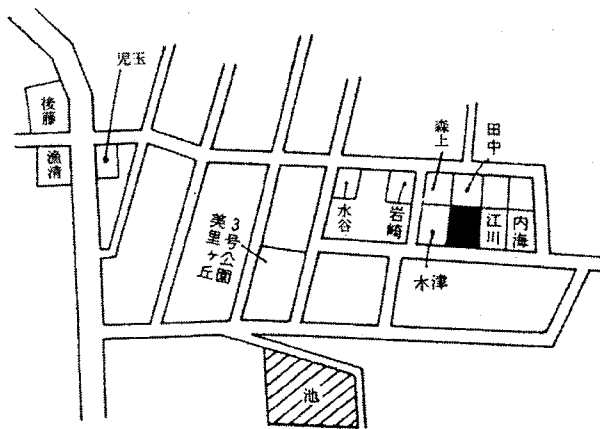 児玉
後藤
漁清
田中
森上
水谷
岩崎
江川
内海
木津
3号公園
美里ヶ丘
池